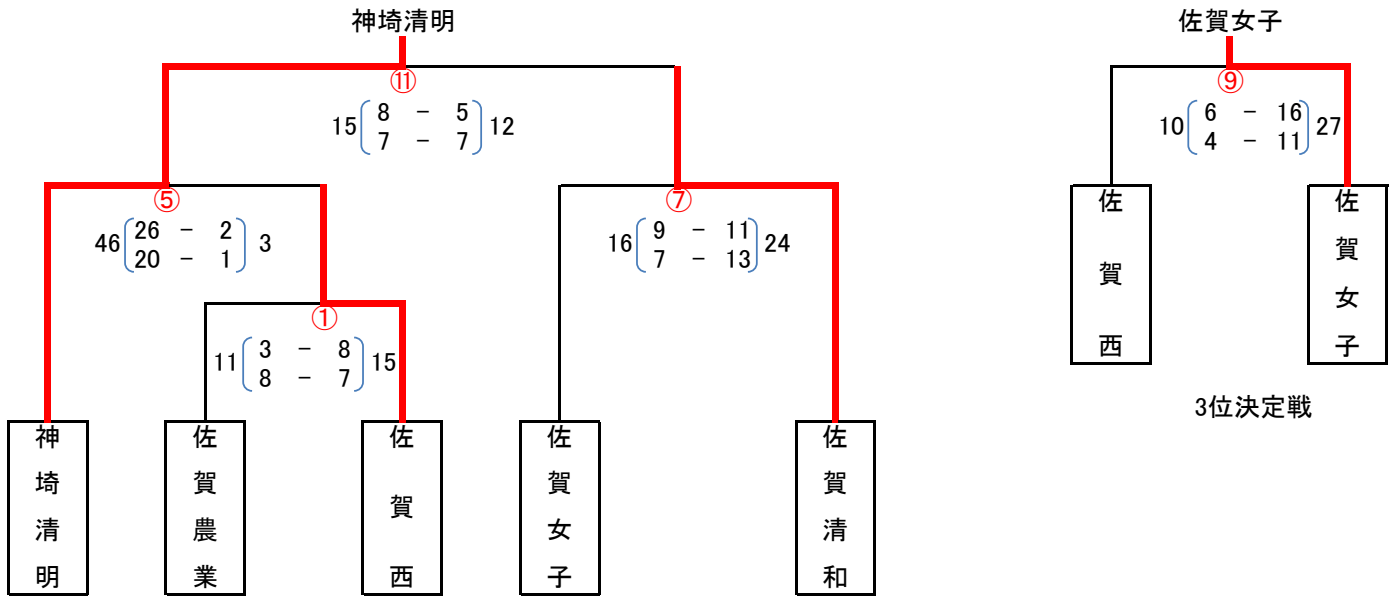 神埼清明
⑪
15 8 - 5 12
7 - 7
⑤
46 26 - 2 3
20 - 1
⑦
16 9 - 11 24
7 - 13
①
11 3 - 8 15
8 - 7
神埼清明
佐賀農業
佐賀西
佐賀女子
佐賀清和
佐賀女子
⑨
10 6 - 16 27
4 - 11
佐賀西
佐賀女子
3位決定戦